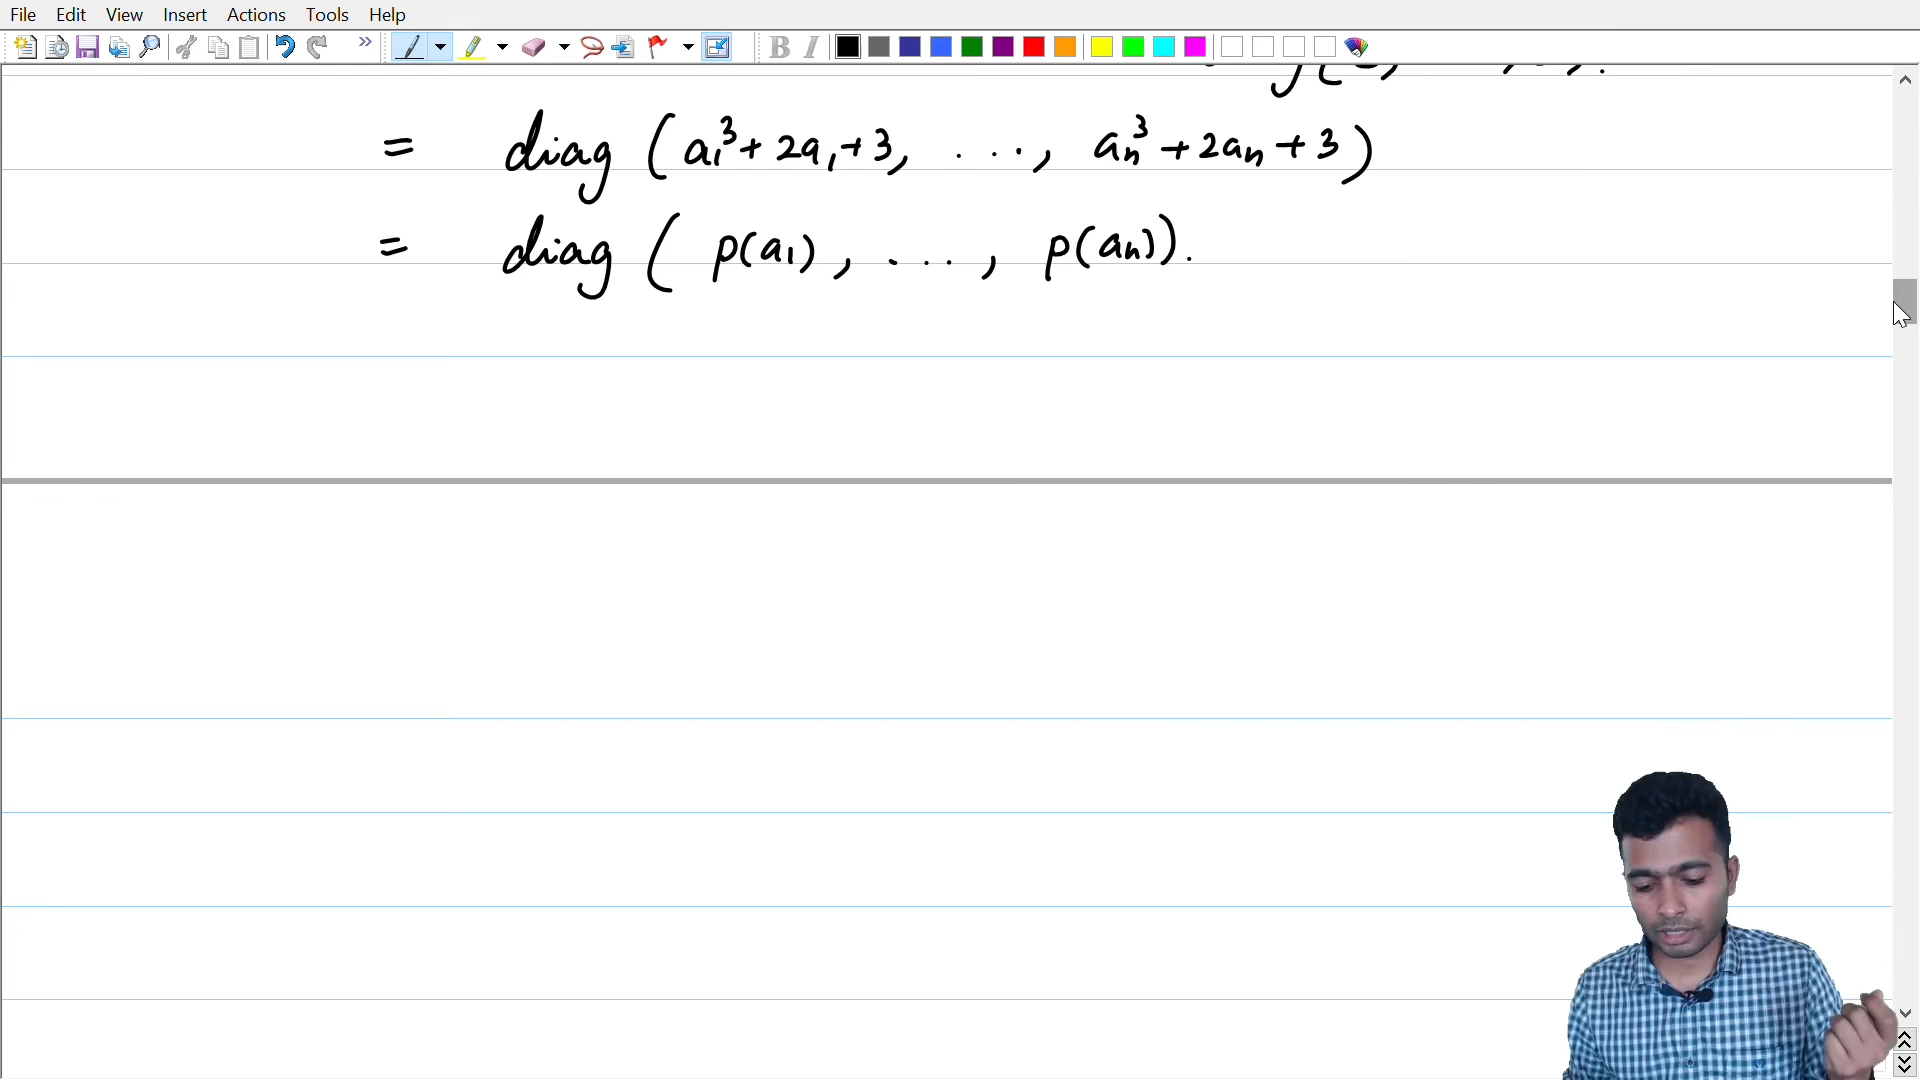 File Edit View Insert Actions Tools Help
= diag (a₁³ + 2a₁ + 3, ...., aₙ³ + 2aₙ + 3)
= diag ( p(a₁), ...., p(aₙ)).